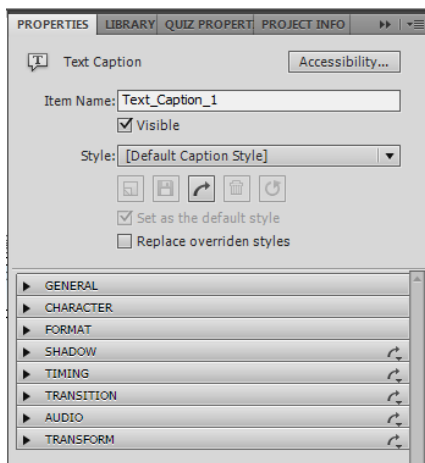 PROPERTIES LIBRARY QUIZ PROPERT PROJECT INFO
T Text Caption Accessibility...
Item Name: Text_Caption_1
Visible
Style: [Default Caption Style]
Set as the default style
Replace overriden styles
GENERAL
CHARACTER
FORMAT
SHADOW
TIMING
TRANSITION
AUDIO
TRANSFORM